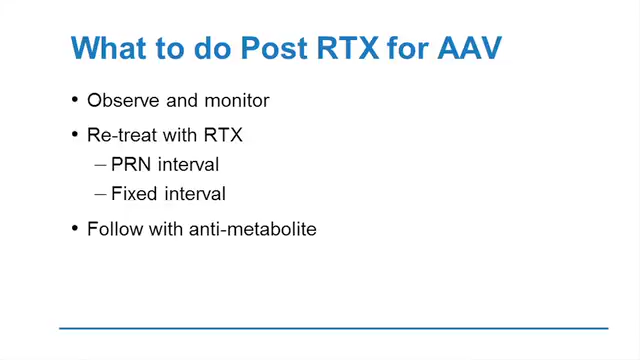 What to do Post RTX for AAV
• Observe and monitor
• Re-treat with RTX
– PRN interval
– Fixed interval
• Follow with anti-metabolite